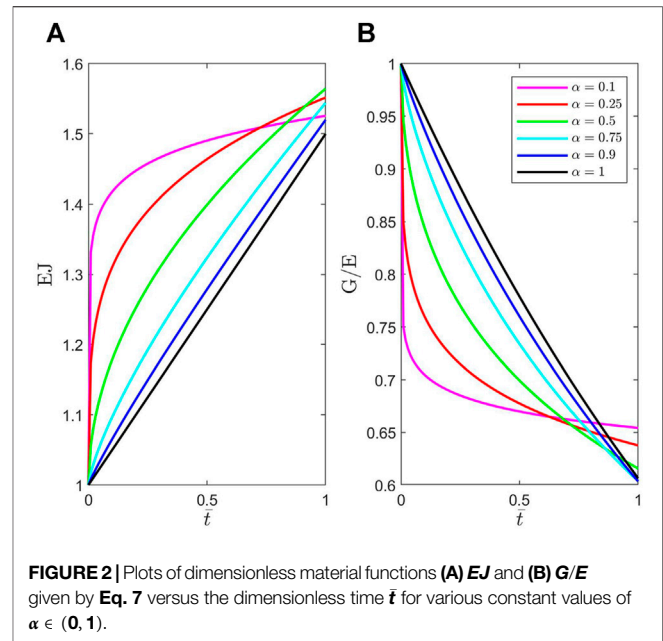 A
B
1.6
1.5
1.4
1.3
1.2
1.1
1
EJ
0 0.5 1
t̄
1
0.95
0.9
0.85
0.8
0.75
0.7
0.65
0.6
G/E
0 0.5 1
t̄
α = 0.1
α = 0.25
α = 0.5
α = 0.75
α = 0.9
α = 1
FIGURE 2 | Plots of dimensionless material functions (A) EJ and (B) G/E
given by Eq. 7 versus the dimensionless time t̄ for various constant values of
α ∈ (0, 1).